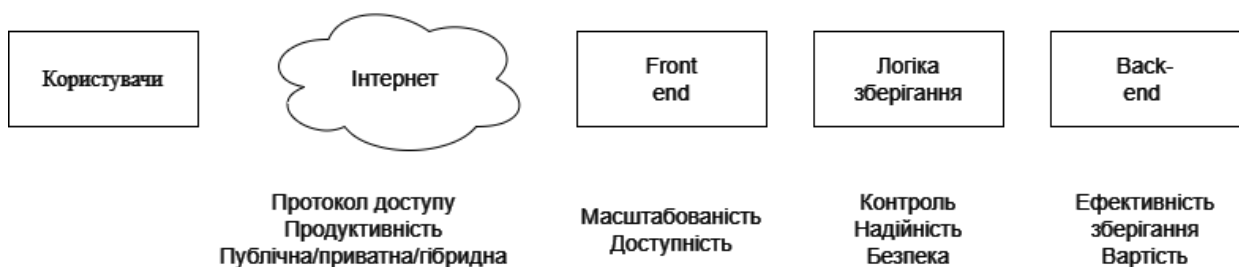 Користувачи
Інтернет
Front
end
Логіка
зберігання
Back-
end
Протокол доступу
Продуктивність
Публічна/приватна/гібридна
Масштабованість
Доступність
Контроль
Надійність
Безпека
Ефективність
зберігання
Вартість